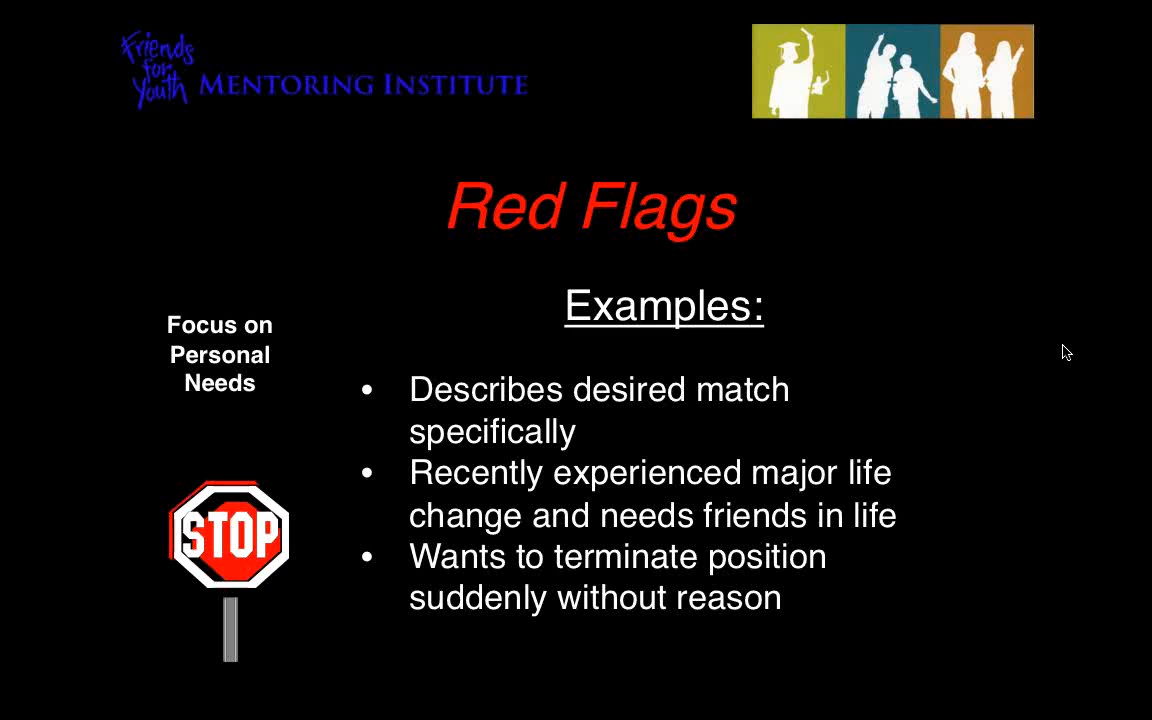 Friends
for
Youth MENTORING INSTITUTE
Red Flags
Examples:
Focus on
Personal
Needs
• Describes desired match
specifically
• Recently experienced major life
change and needs friends in life
• Wants to terminate position
suddenly without reason
STOP